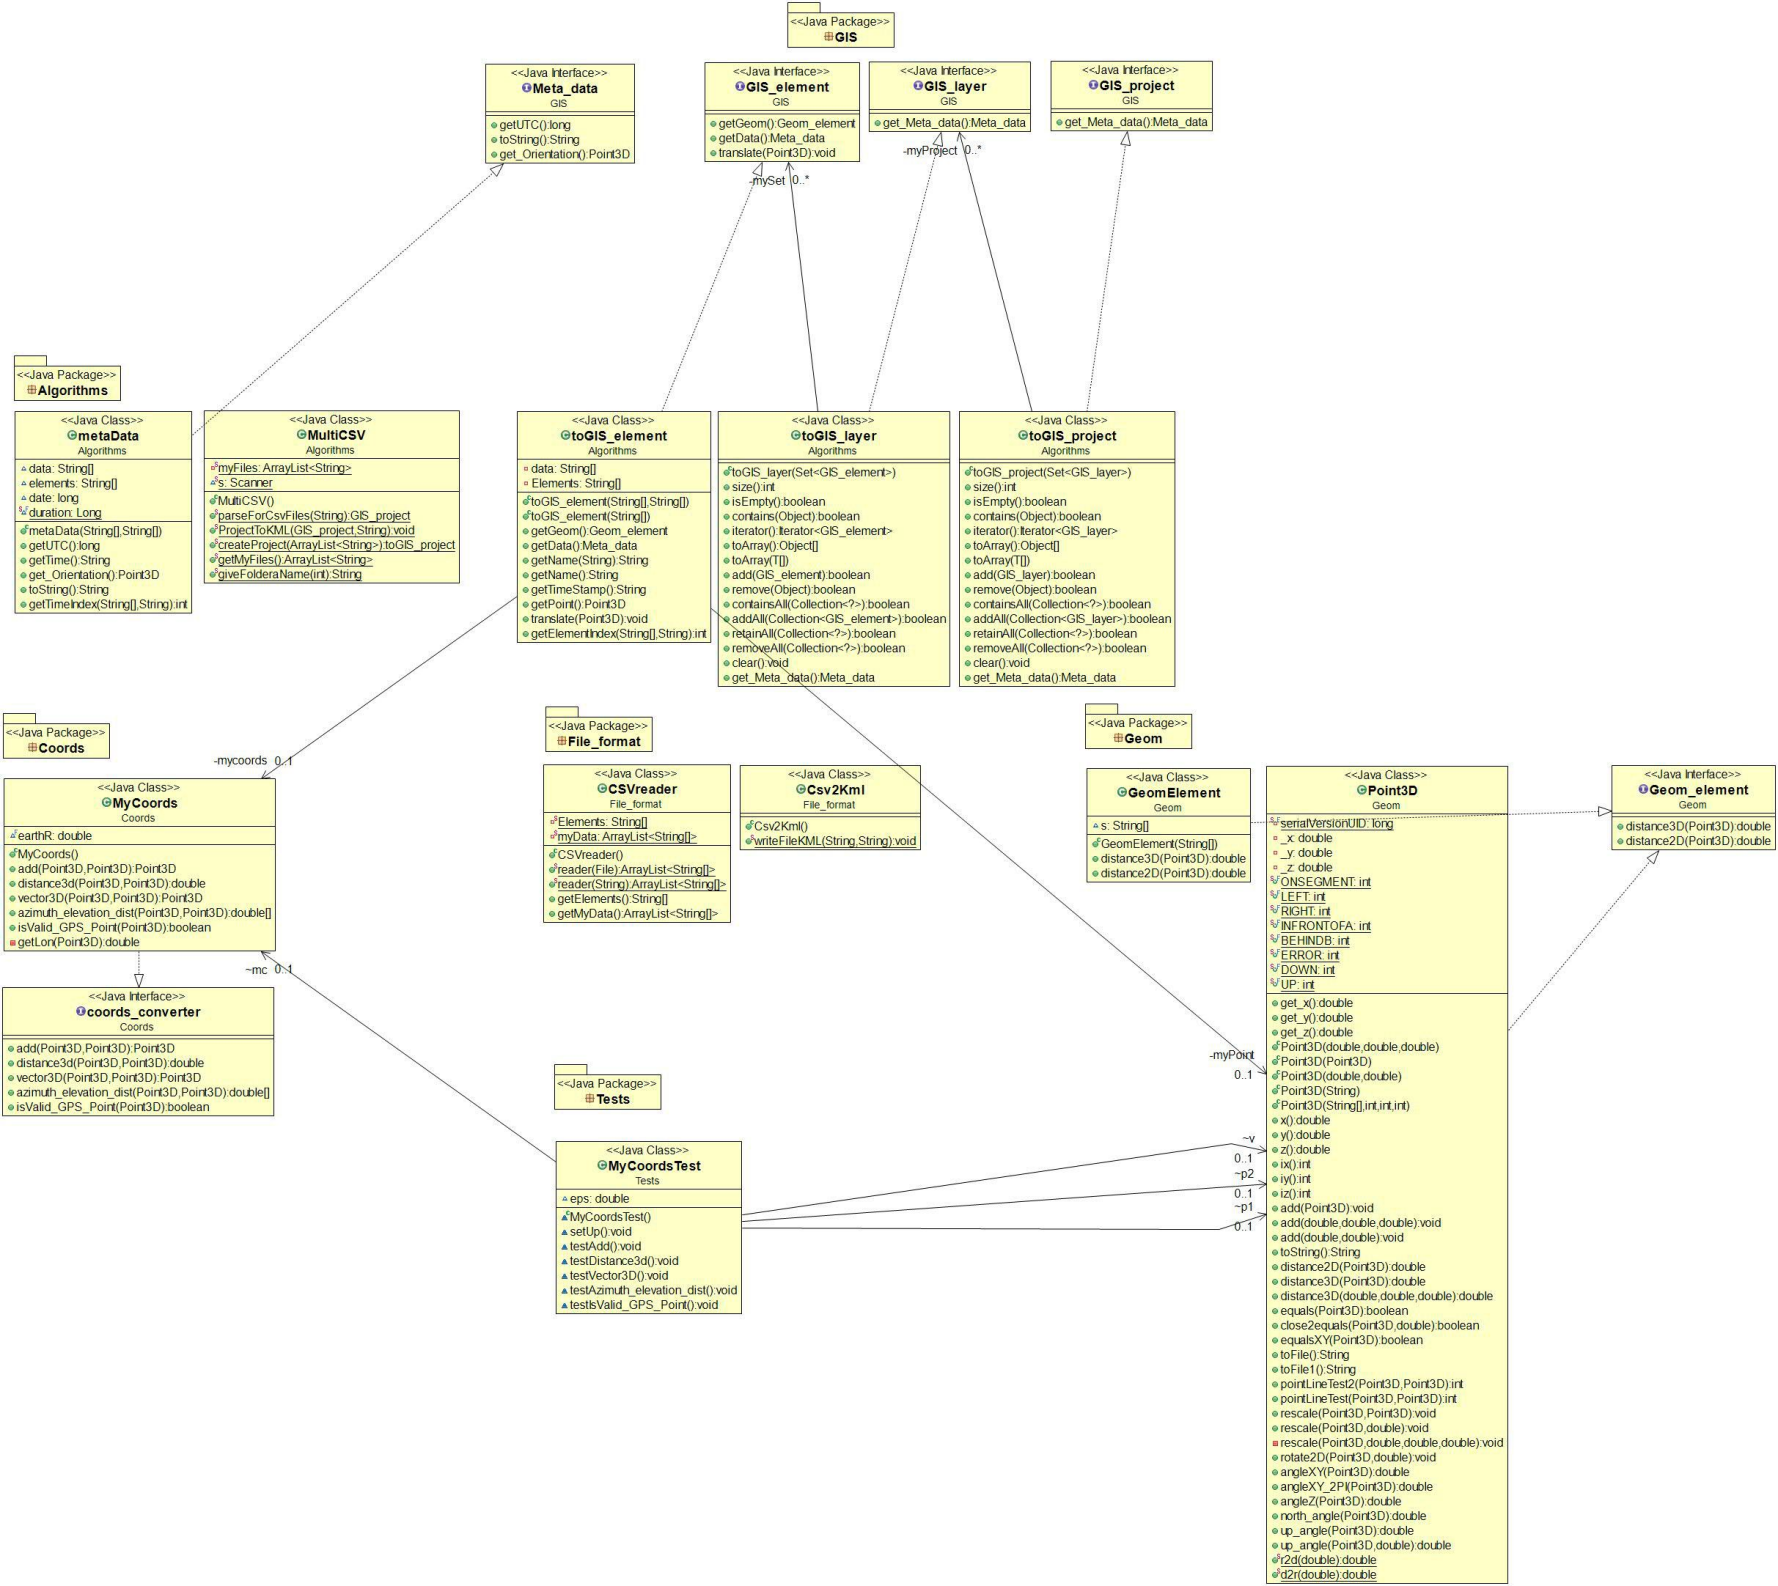 <<Java Package>>
GIS
<<Java Interface>>
Meta_data
GIS
getUTC():long
toString():String
get_Orientation():Point3D
<<Java Interface>>
GIS_element
GIS
getGeom():Geom_element
getData():Meta_data
translate(Point3D):void
<<Java Interface>>
GIS_layer
GIS
get_Meta_data():Meta_data
<<Java Interface>>
GIS_project
GIS
get_Meta_data():Meta_data
-mySet 0..*
-myProject 0..*
<<Java Package>>
Algorithms
<<Java Class>>
metaData
Algorithms
data: String[]
elements: String[]
date: long
duration: Long
metaData(String[],String[])
getUTC():long
getTime():String
get_Orientation():Point3D
toString():String
getTimeIndex(String[],String):int
<<Java Class>>
MultiCSV
Algorithms
myFiles: ArrayList<String>
s: Scanner
MultiCSV()
parseForCsvFiles(String):GIS_project
ProjectToKML(GIS_project,String):void
createProject(ArrayList<String>):toGIS_project
getMyFiles():ArrayList<String>
giveFolderaName(int):String
<<Java Class>>
toGIS_element
Algorithms
data: String[]
Elements: String[]
toGIS_element(String[],String[])
toGIS_element(String[])
getGeom():Geom_element
getData():Meta_data
getName(String):String
getName():String
getTimeStamp():String
getPoint():Point3D
translate(Point3D):void
getElementIndex(String[],String):int
<<Java Class>>
toGIS_layer
Algorithms
toGIS_layer(Set<GIS_element>)
size():int
isEmpty():boolean
contains(Object):boolean
iterator():Iterator<GIS_element>
toArray():Object[]
toArray(T[])
add(GIS_element):boolean
remove(Object):boolean
containsAll(Collection<?>):boolean
addAll(Collection<GIS_element>):boolean
retainAll(Collection<?>):boolean
removeAll(Collection<?>):boolean
clear():void
get_Meta_data():Meta_data
<<Java Class>>
toGIS_project
Algorithms
toGIS_project(Set<GIS_layer>)
size():int
isEmpty():boolean
contains(Object):boolean
iterator():Iterator<GIS_layer>
toArray():Object[]
toArray(T[])
add(GIS_layer):boolean
remove(Object):boolean
containsAll(Collection<?>):boolean
addAll(Collection<GIS_layer>):boolean
retainAll(Collection<?>):boolean
removeAll(Collection<?>):boolean
clear():void
get_Meta_data():Meta_data
<<Java Package>>
Coords
-mycoords 0..1
<<Java Class>>
MyCoords
Coords
earthR: double
MyCoords()
add(Point3D,Point3D):Point3D
distance3d(Point3D,Point3D):double
vector3D(Point3D,Point3D):Point3D
azimuth_elevation_dist(Point3D,Point3D):double[]
isValid_GPS_Point(Point3D):boolean
getLon(Point3D):double
~mc 0..1
<<Java Interface>>
coords_converter
Coords
add(Point3D,Point3D):Point3D
distance3d(Point3D,Point3D):double
vector3D(Point3D,Point3D):Point3D
azimuth_elevation_dist(Point3D,Point3D):double[]
isValid_GPS_Point(Point3D):boolean
<<Java Package>>
File_format
<<Java Class>>
CSVreader
File_format
Elements: String[]
myData: ArrayList<String[]>
CSVreader()
reader(File):ArrayList<String[]>
reader(String):ArrayList<String[]>
getElements():String[]
getMyData():ArrayList<String[]>
<<Java Class>>
Csv2Kml
File_format
Csv2Kml()
writeFileKML(String,String):void
<<Java Package>>
Geom
<<Java Class>>
GeomElement
Geom
s: String[]
GeomElement(String[])
distance3D(Point3D):double
distance2D(Point3D):double
<<Java Class>>
Point3D
Geom
serialVersionUID: long
_x: double
_y: double
_z: double
ONSEGMENT: int
LEFT: int
RIGHT: int
INFRONTOFA: int
BEHINDB: int
ERROR: int
DOWN: int
UP: int
get_x():double
get_y():double
get_z():double
Point3D(double,double,double)
Point3D(Point3D)
Point3D(double,double)
Point3D(String)
Point3D(String[],int,int,int)
x():double
y():double
z():double
ix():int
iy():int
iz():int
add(Point3D):void
add(double,double,double):void
add(double,double):void
toString():String
distance2D(Point3D):double
distance3D(Point3D):double
distance3D(double,double,double):double
equals(Point3D):boolean
close2equals(Point3D,double):boolean
equalsXY(Point3D):boolean
toFile():String
toFile1():String
pointLineTest2(Point3D,Point3D):int
pointLineTest(Point3D,Point3D):int
rescale(Point3D,Point3D):void
rescale(Point3D,double):void
rescale(Point3D,double,double,double):void
rotate2D(Point3D,double):void
angleXY(Point3D):double
angleXY_2PI(Point3D):double
angleZ(Point3D):double
north_angle(Point3D):double
up_angle(Point3D):double
up_angle(Point3D,double):double
r2d(double):double
d2r(double):double
<<Java Interface>>
Geom_element
Geom
distance3D(Point3D):double
distance2D(Point3D):double
-myPoint
0..1
~v
0..1
~p2
0..1
~p1
0..1
<<Java Package>>
Tests
<<Java Class>>
MyCoordsTest
Tests
eps: double
MyCoordsTest()
setUp():void
testAdd():void
testDistance3d():void
testVector3D():void
testAzimuth_elevation_dist():void
testIsValid_GPS_Point():void